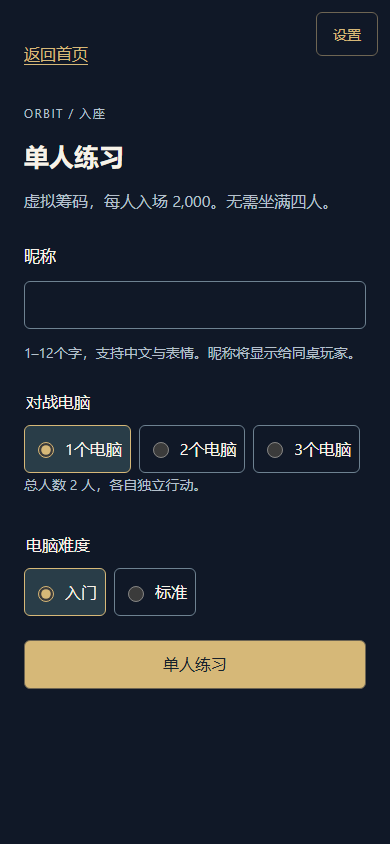 设置
返回首页
ORBIT / 入座
单人练习
虚拟筹码，每人入场 2,000。无需坐满四人。
昵称
1–12个字，支持中文与表情。昵称将显示给同桌玩家。
对战电脑
1个电脑 2个电脑 3个电脑
总人数 2 人，各自独立行动。
电脑难度
入门 标准
单人练习